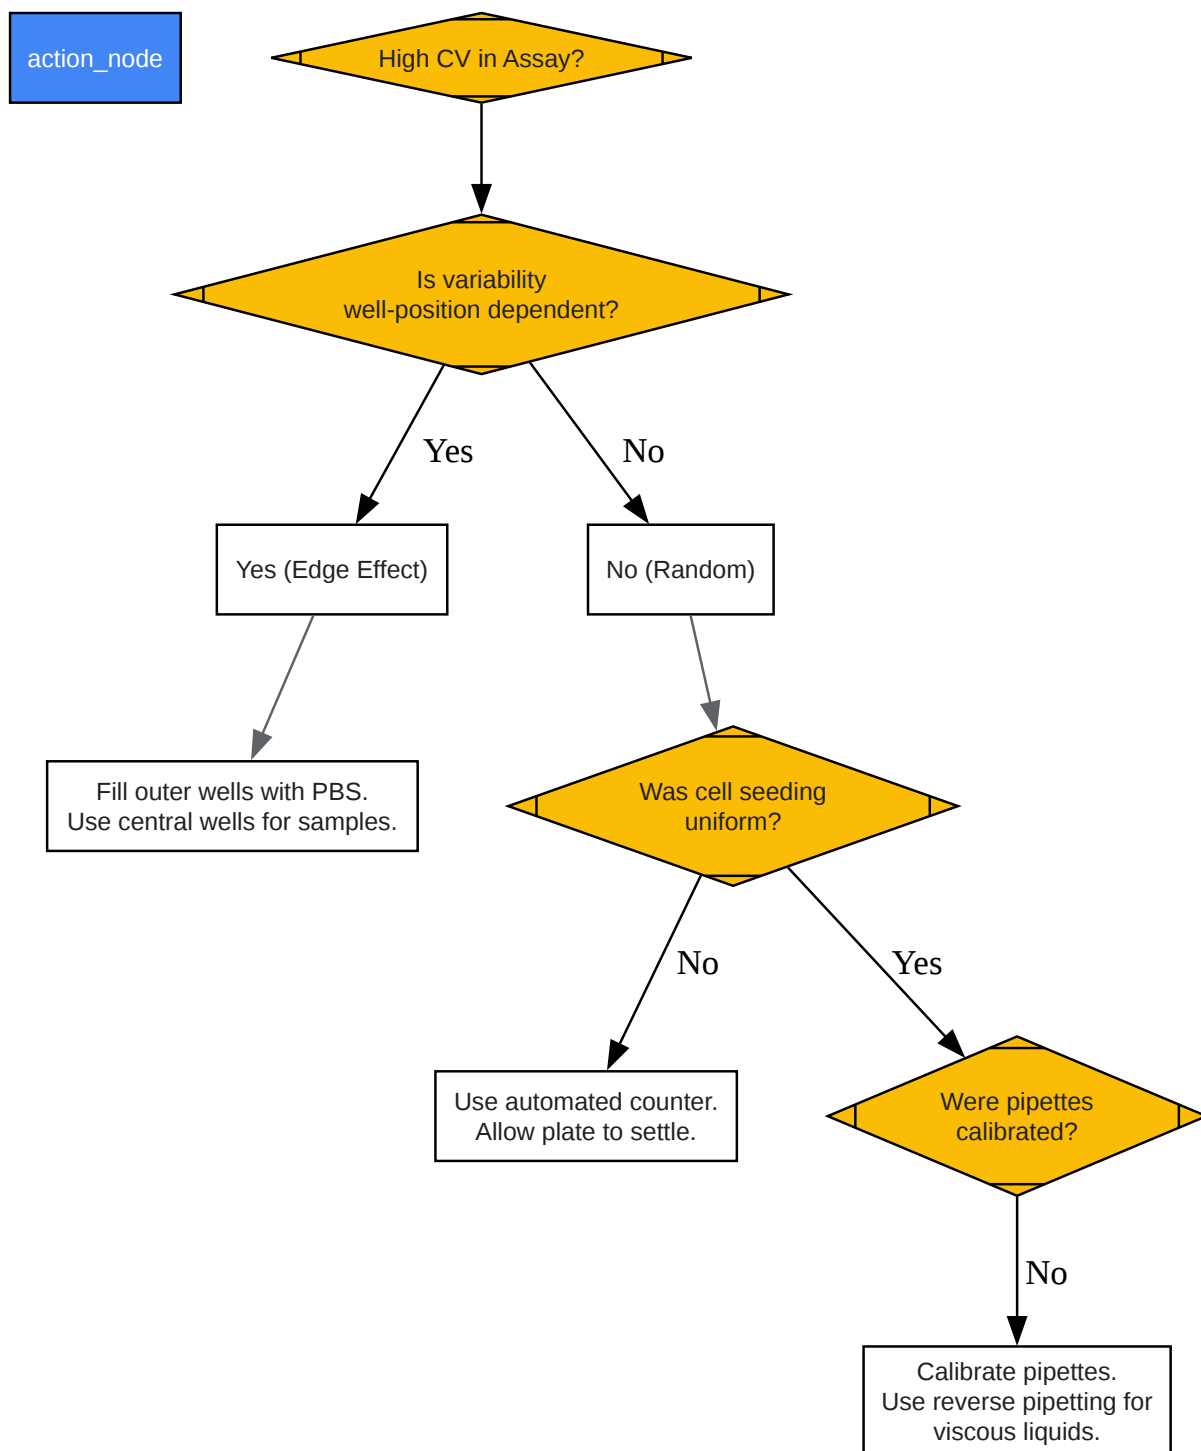 action_node
High CV in Assay?
Is variability
well-position dependent?
Yes
No
Yes (Edge Effect)
No (Random)
Fill outer wells with PBS.
Use central wells for samples.
Was cell seeding
uniform?
No
Yes
Use automated counter.
Allow plate to settle.
Were pipettes
calibrated?
No
Calibrate pipettes.
Use reverse pipetting for
viscous liquids.